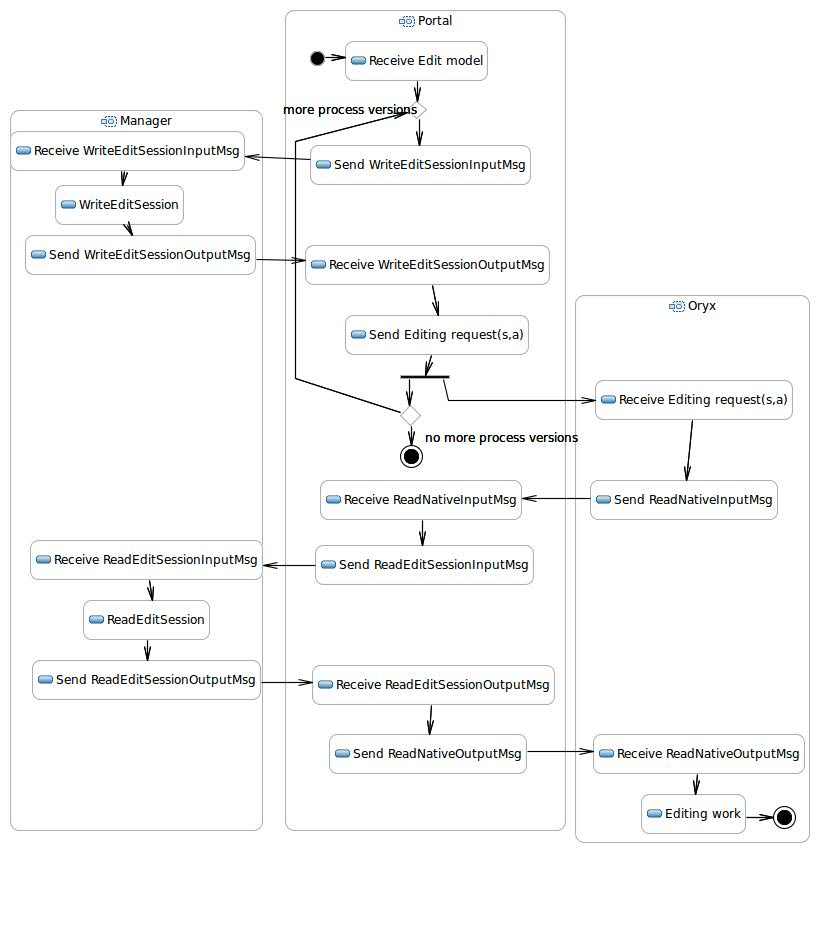 Portal
Receive Edit model
more process versions
Manager
Receive WriteEditSessionInputMsg
Send WriteEditSessionInputMsg
WriteEditSession
Send WriteEditSessionOutputMsg
Receive WriteEditSessionOutputMsg
Oryx
Send Editing request(s,a)
Receive Editing request(s,a)
no more process versions
Receive ReadNativeInputMsg
Send ReadNativeInputMsg
Receive ReadEditSessionInputMsg
Send ReadEditSessionInputMsg
ReadEditSession
Send ReadEditSessionOutputMsg
Receive ReadEditSessionOutputMsg
Send ReadNativeOutputMsg
Receive ReadNativeOutputMsg
Editing work